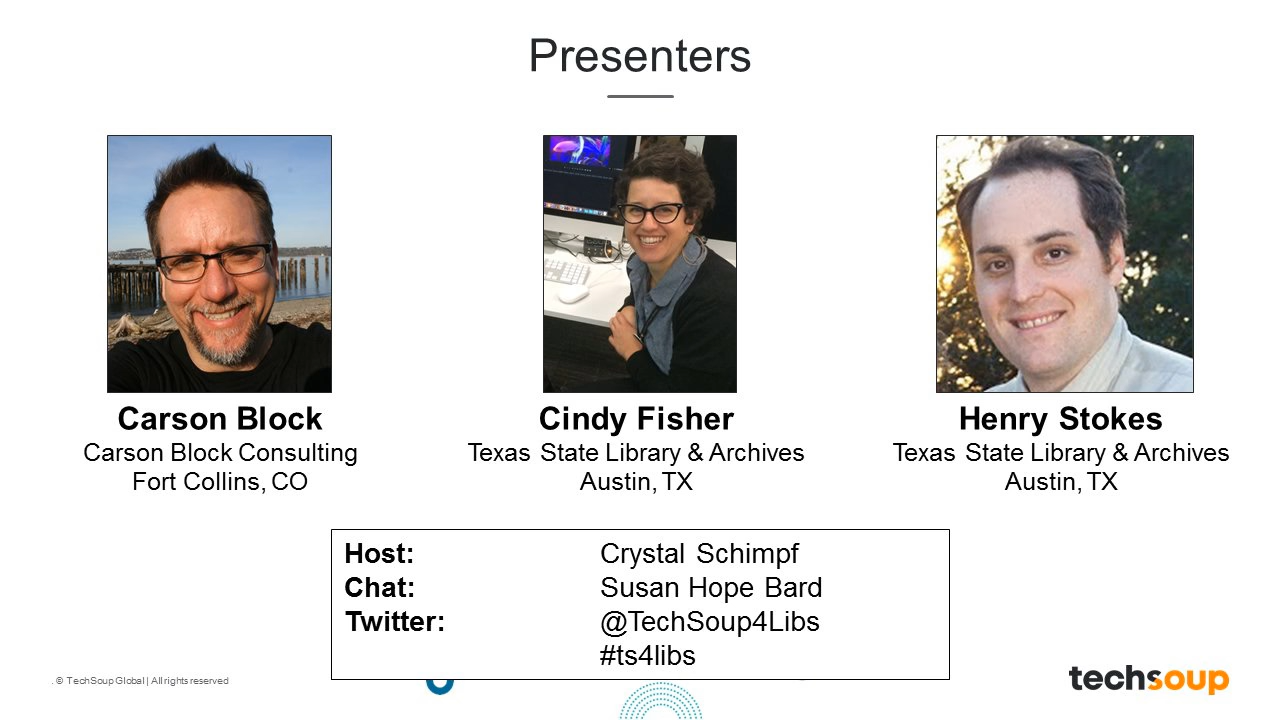 Presenters
Carson Block
Carson Block Consulting
Fort Collins, CO
Cindy Fisher
Texas State Library & Archives
Austin, TX
Henry Stokes
Texas State Library & Archives
Austin, TX
Host: Crystal Schimpf
Chat: Susan Hope Bard
Twitter: @TechSoup4Libs
#ts4libs
. © TechSoup Global | All rights reserved
techsoup